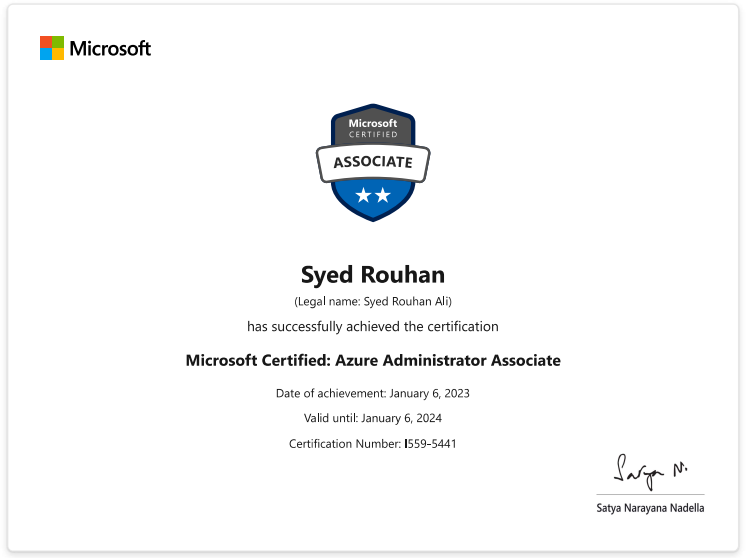 Microsoft
Microsoft
CERTIFIED
ASSOCIATE
Syed Rouhan
(Legal name: Syed Rouhan Ali)
has successfully achieved the certification
Microsoft Certified: Azure Administrator Associate
Date of achievement: January 6, 2023
Valid until: January 6, 2024
Certification Number: I559-5441
Satya N.
Satya Narayana Nadella